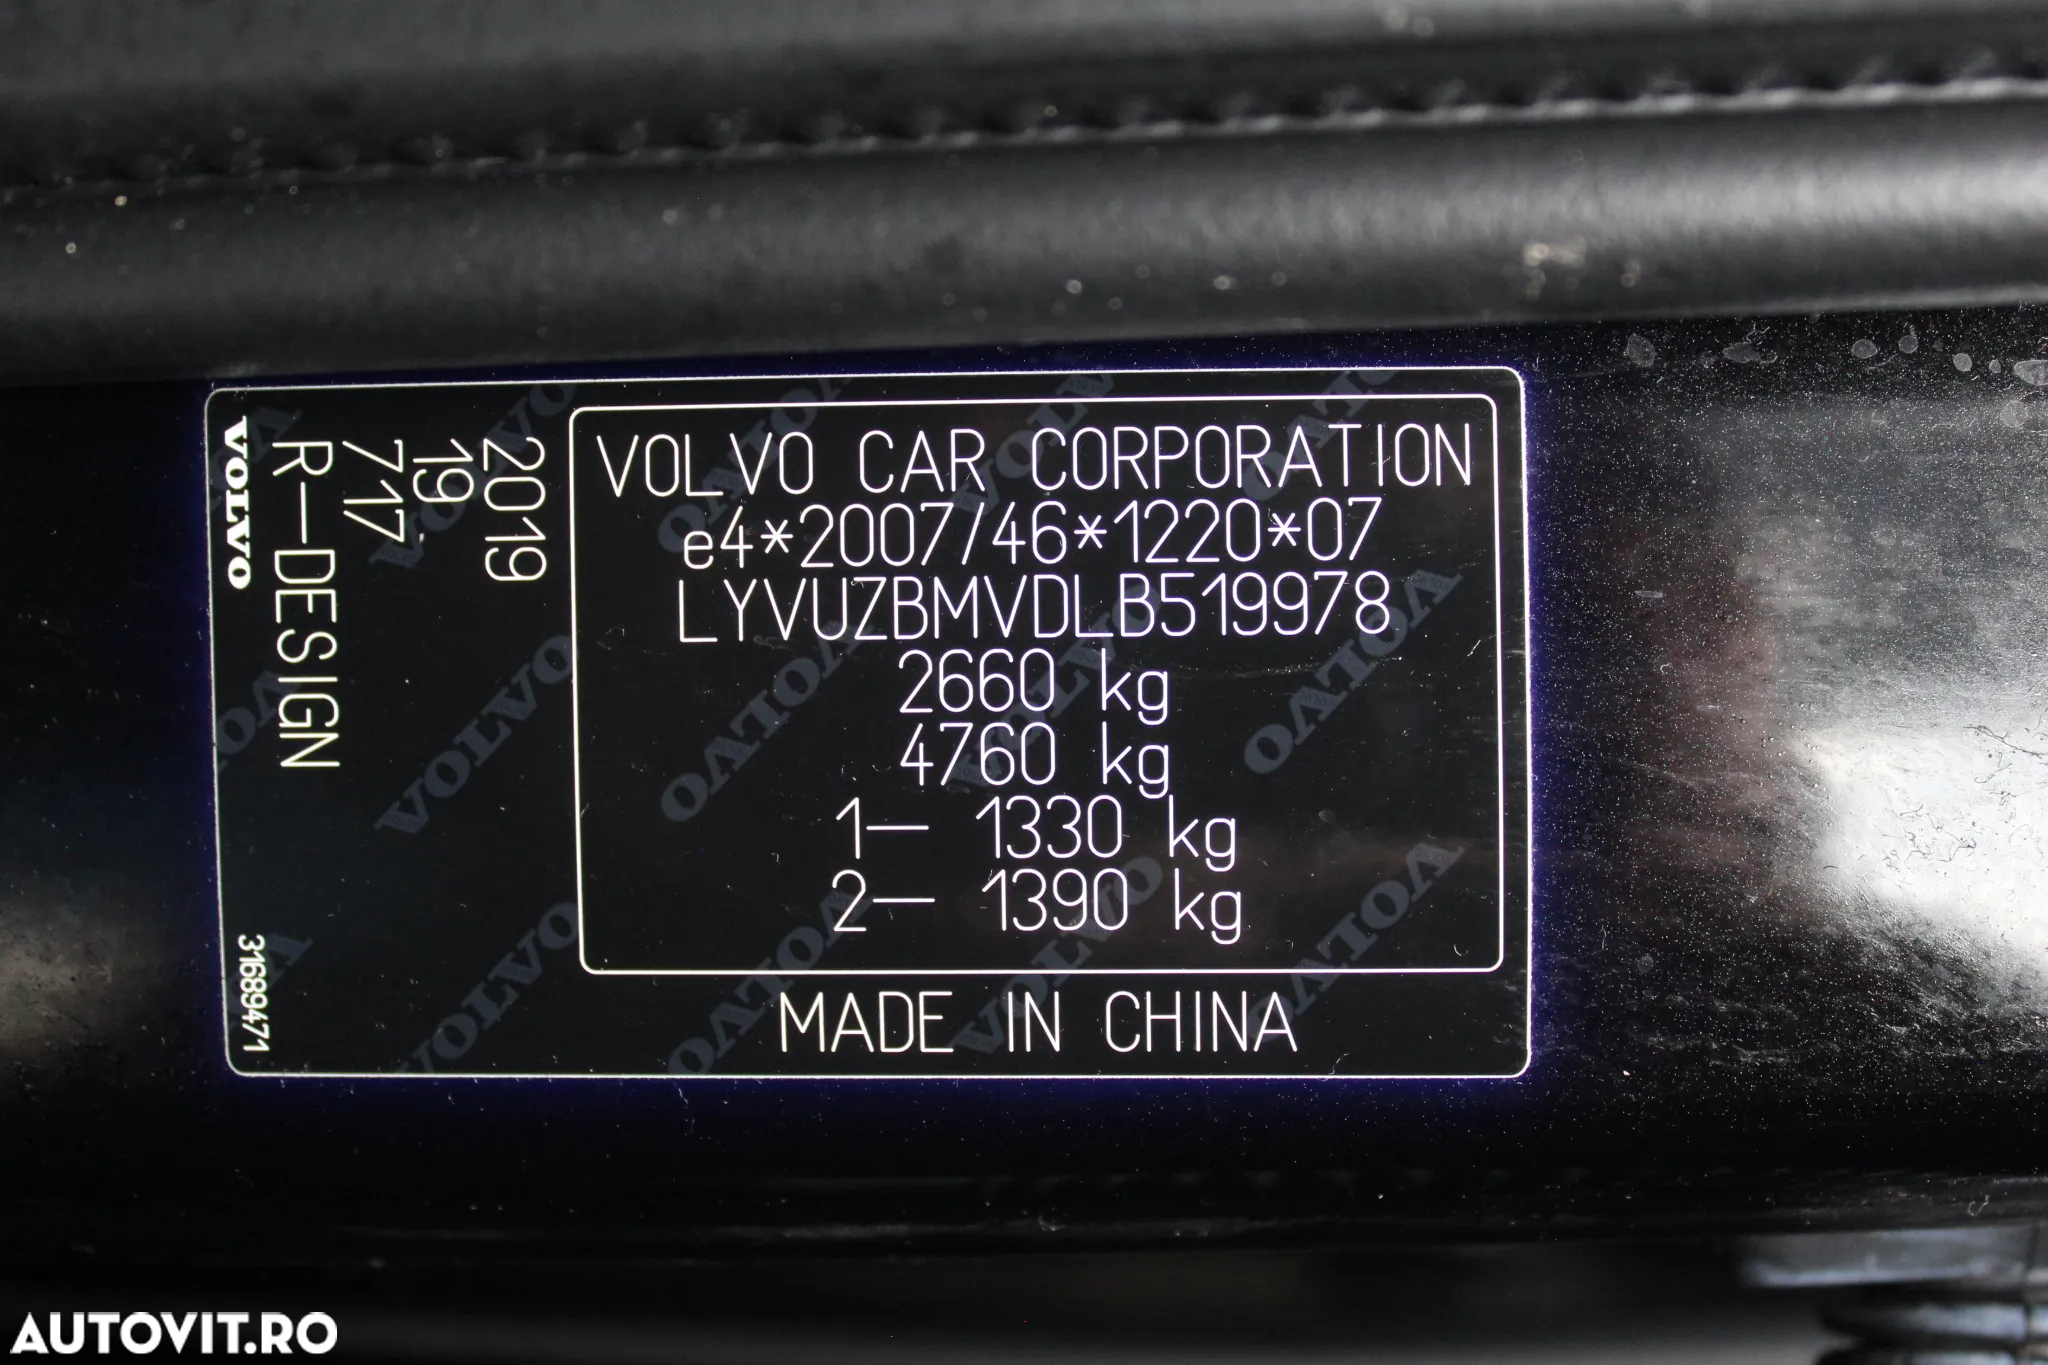 VOLVO CAR CORPORATION
e4*2007/46*1220*07
LYVUZBMVDLB519978
2660 kg
4760 kg
1— 1330 kg
2— 1390 kg
MADE IN CHINA
2019
19
717
R—DESIGN
VOLVO
31689471
AUTOVIT.RO